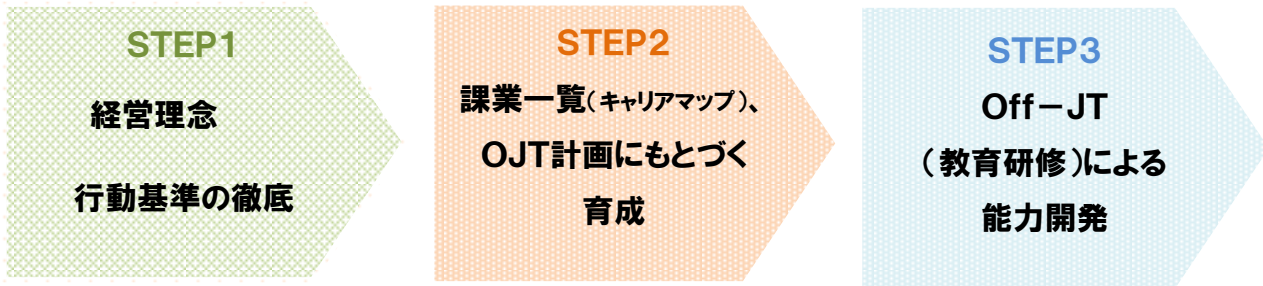 STEP1
経営理念
行動基準の徹底
STEP2
課業一覧(キャリアマップ)、
OJT計画にもとづく
育成
STEP3
Off－JT
(教育研修)による
能力開発